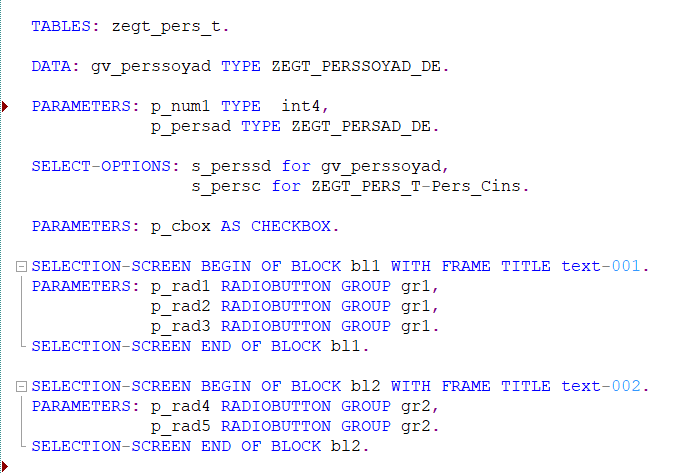 TABLES: zegt_pers_t.
DATA: gv_perssoyad TYPE ZEGT_PERSSOYAD_DE.
PARAMETERS: p_num1 TYPE  int4,
            p_persad TYPE ZEGT_PERSAD_DE.
SELECT-OPTIONS: s_perssd for gv_perssoyad,
                s_persc for ZEGT_PERS_T-Pers_Cins.
PARAMETERS: p_cbox AS CHECKBOX.
SELECTION-SCREEN BEGIN OF BLOCK bl1 WITH FRAME TITLE text-001.
PARAMETERS: p_rad1 RADIOBUTTON GROUP gr1,
            p_rad2 RADIOBUTTON GROUP gr1,
            p_rad3 RADIOBUTTON GROUP gr1.
SELECTION-SCREEN END OF BLOCK bl1.
SELECTION-SCREEN BEGIN OF BLOCK bl2 WITH FRAME TITLE text-002.
PARAMETERS: p_rad4 RADIOBUTTON GROUP gr2,
            p_rad5 RADIOBUTTON GROUP gr2.
SELECTION-SCREEN END OF BLOCK bl2.